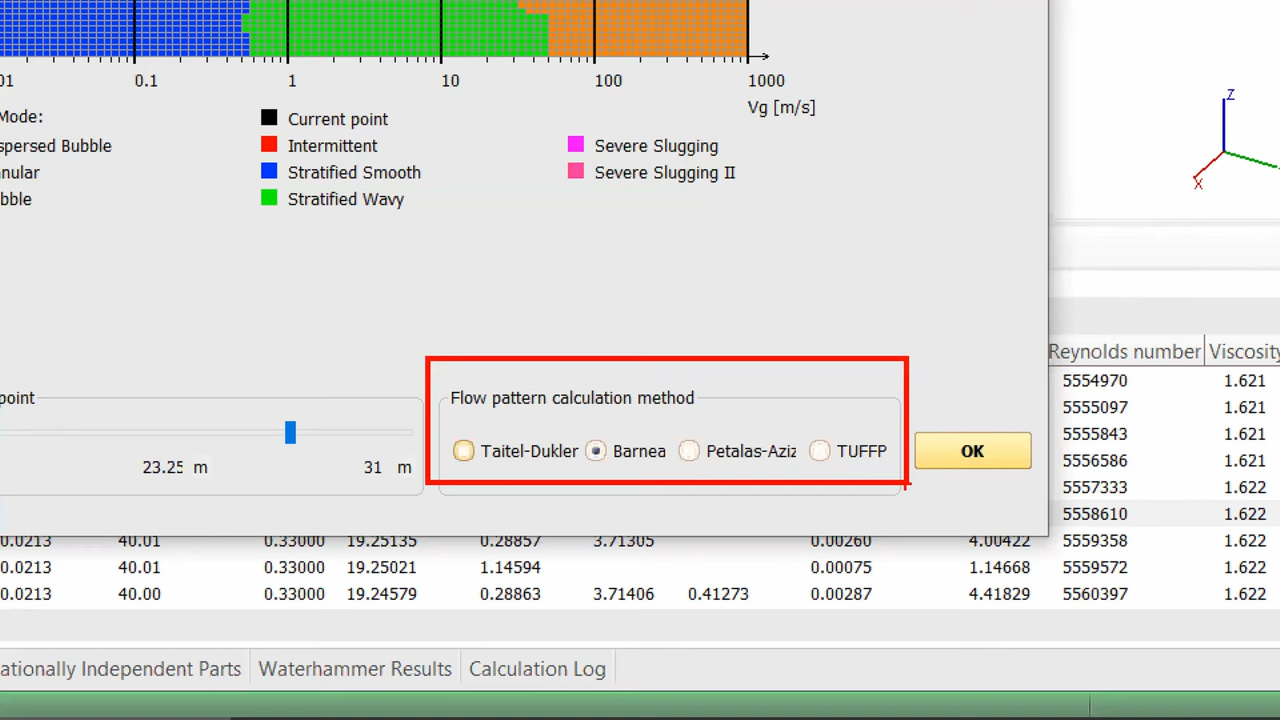 Z
X
01 0.1 1 10 100 1000
Vg [m/s]
Mode:
Current point
spersed Bubble
Intermittent
Severe Slugging
nular
Stratified Smooth
Severe Slugging II
bble
Stratified Wavy
Reynolds number Viscosity
5554970 1.621
5555097 1.621
5555843 1.621
5556586 1.621
5557333 1.622
5558610 1.622
point
23.25 m 31 m
Flow pattern calculation method
Taitel-Dukler Barnea Petalas-Aziz TUFFP
OK
0.0213 40.01 0.33000 19.25135 0.28857 3.71305 0.00260 4.00422 5559358 1.622
0.0213 40.01 0.33000 19.25021 1.14594 0.00075 1.14668 5559572 1.622
0.0213 40.00 0.33000 19.24579 0.28863 3.71406 0.41273 0.00287 4.41829 5560397 1.622
ationally Independent Parts Waterhammer Results Calculation Log